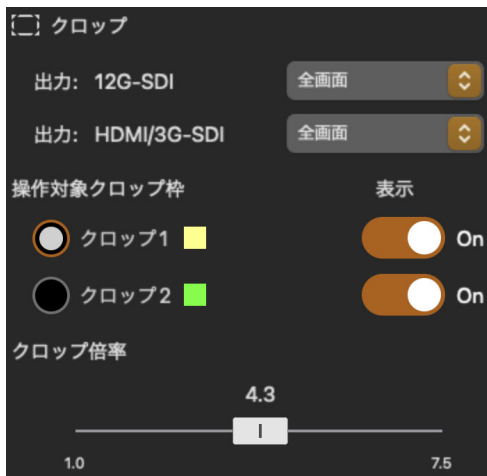 クロップ
出力: 12G-SDI 全画面
出力: HDMI/3G-SDI 全画面
操作対象クロップ枠 表示
クロップ1 On
クロップ2 On
クロップ倍率
4.3
1.0 7.5